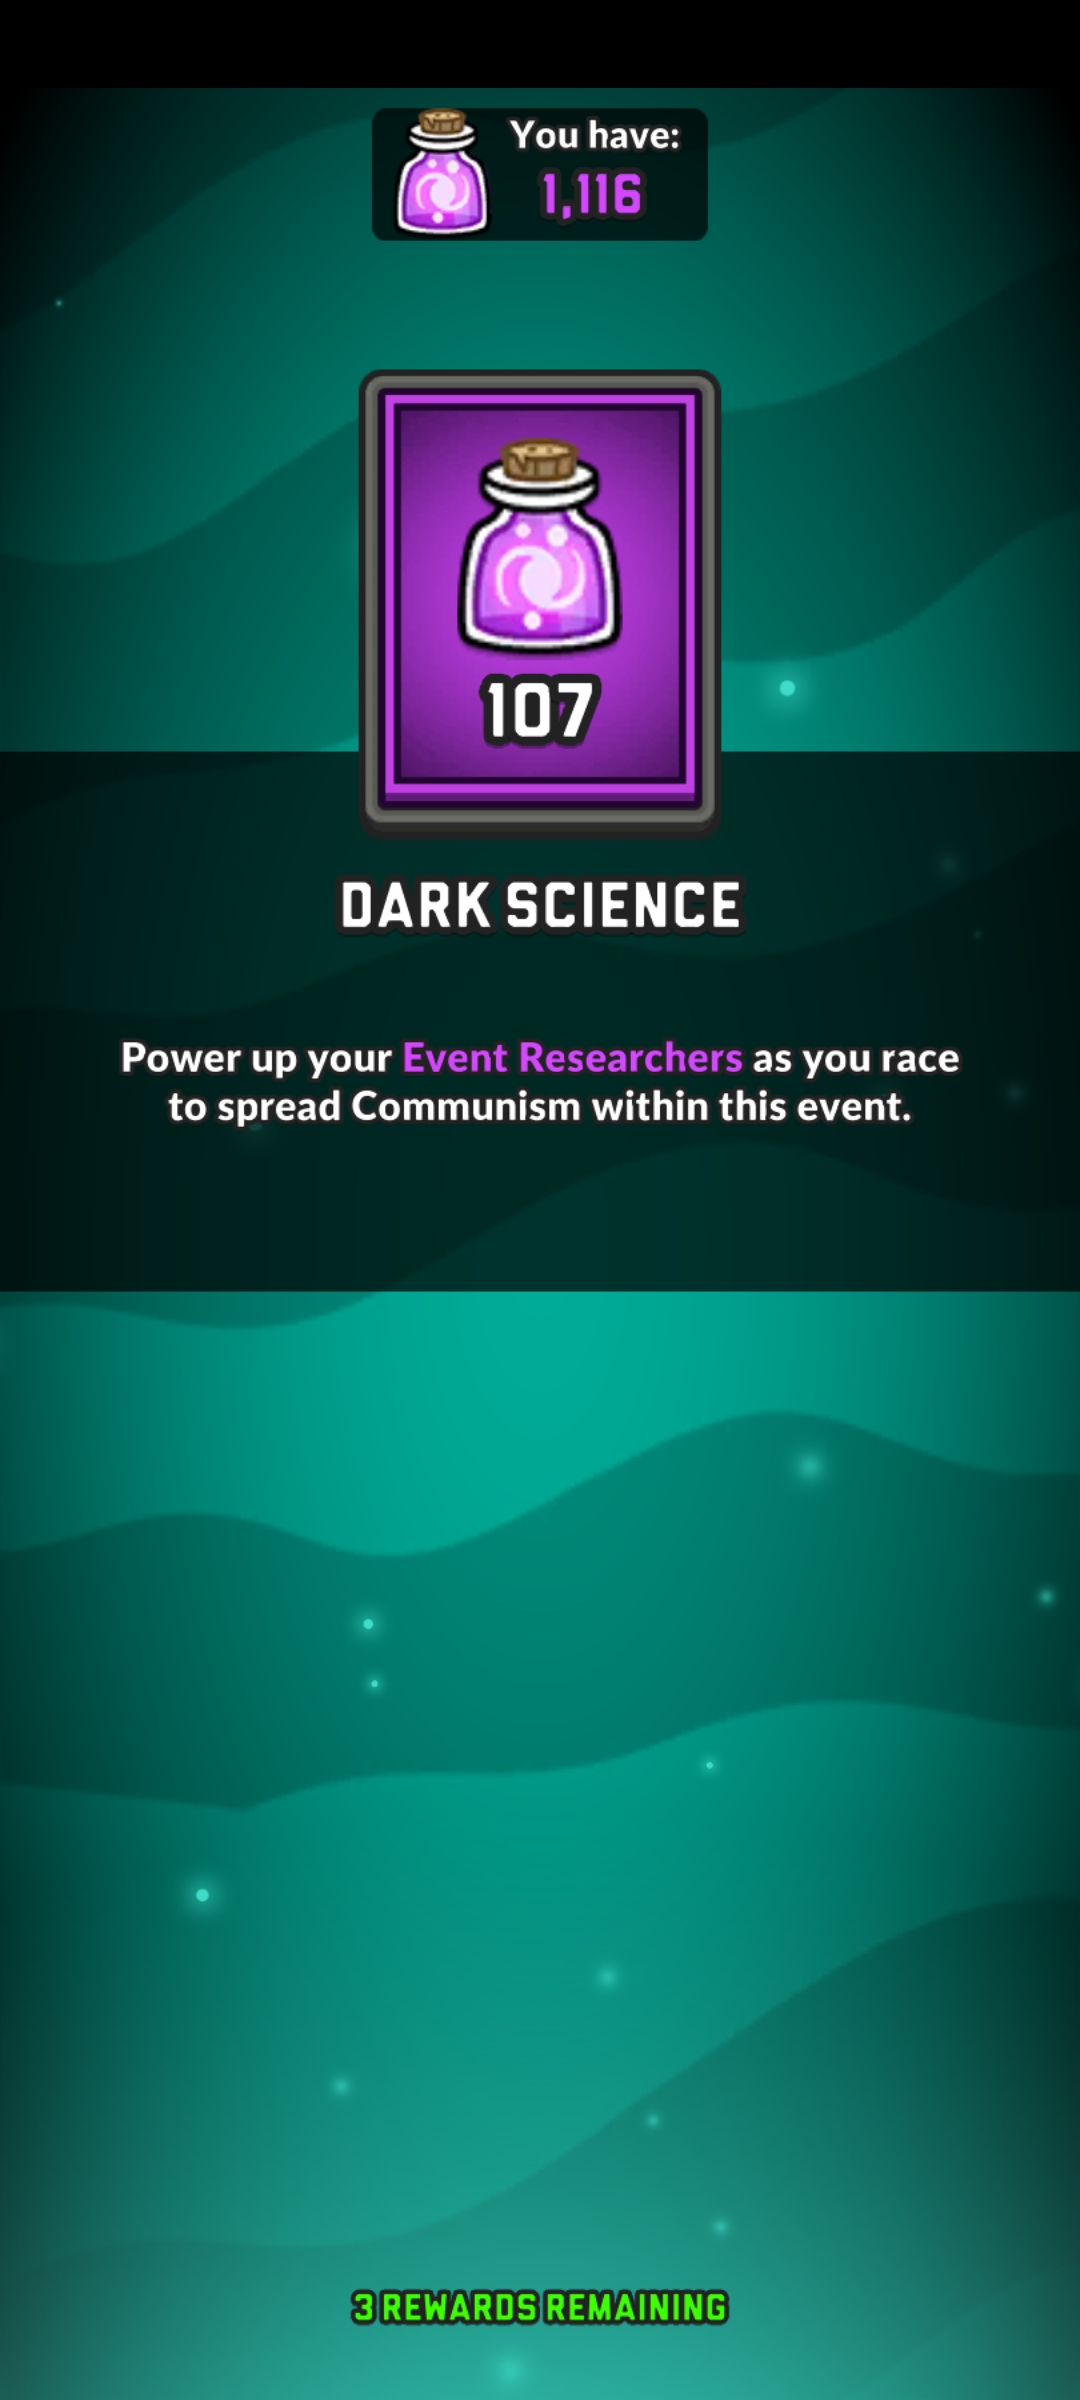 You have:
1,116
107
DARK SCIENCE
Power up your Event Researchers as you race
to spread Communism within this event.
3 REWARDS REMAINING